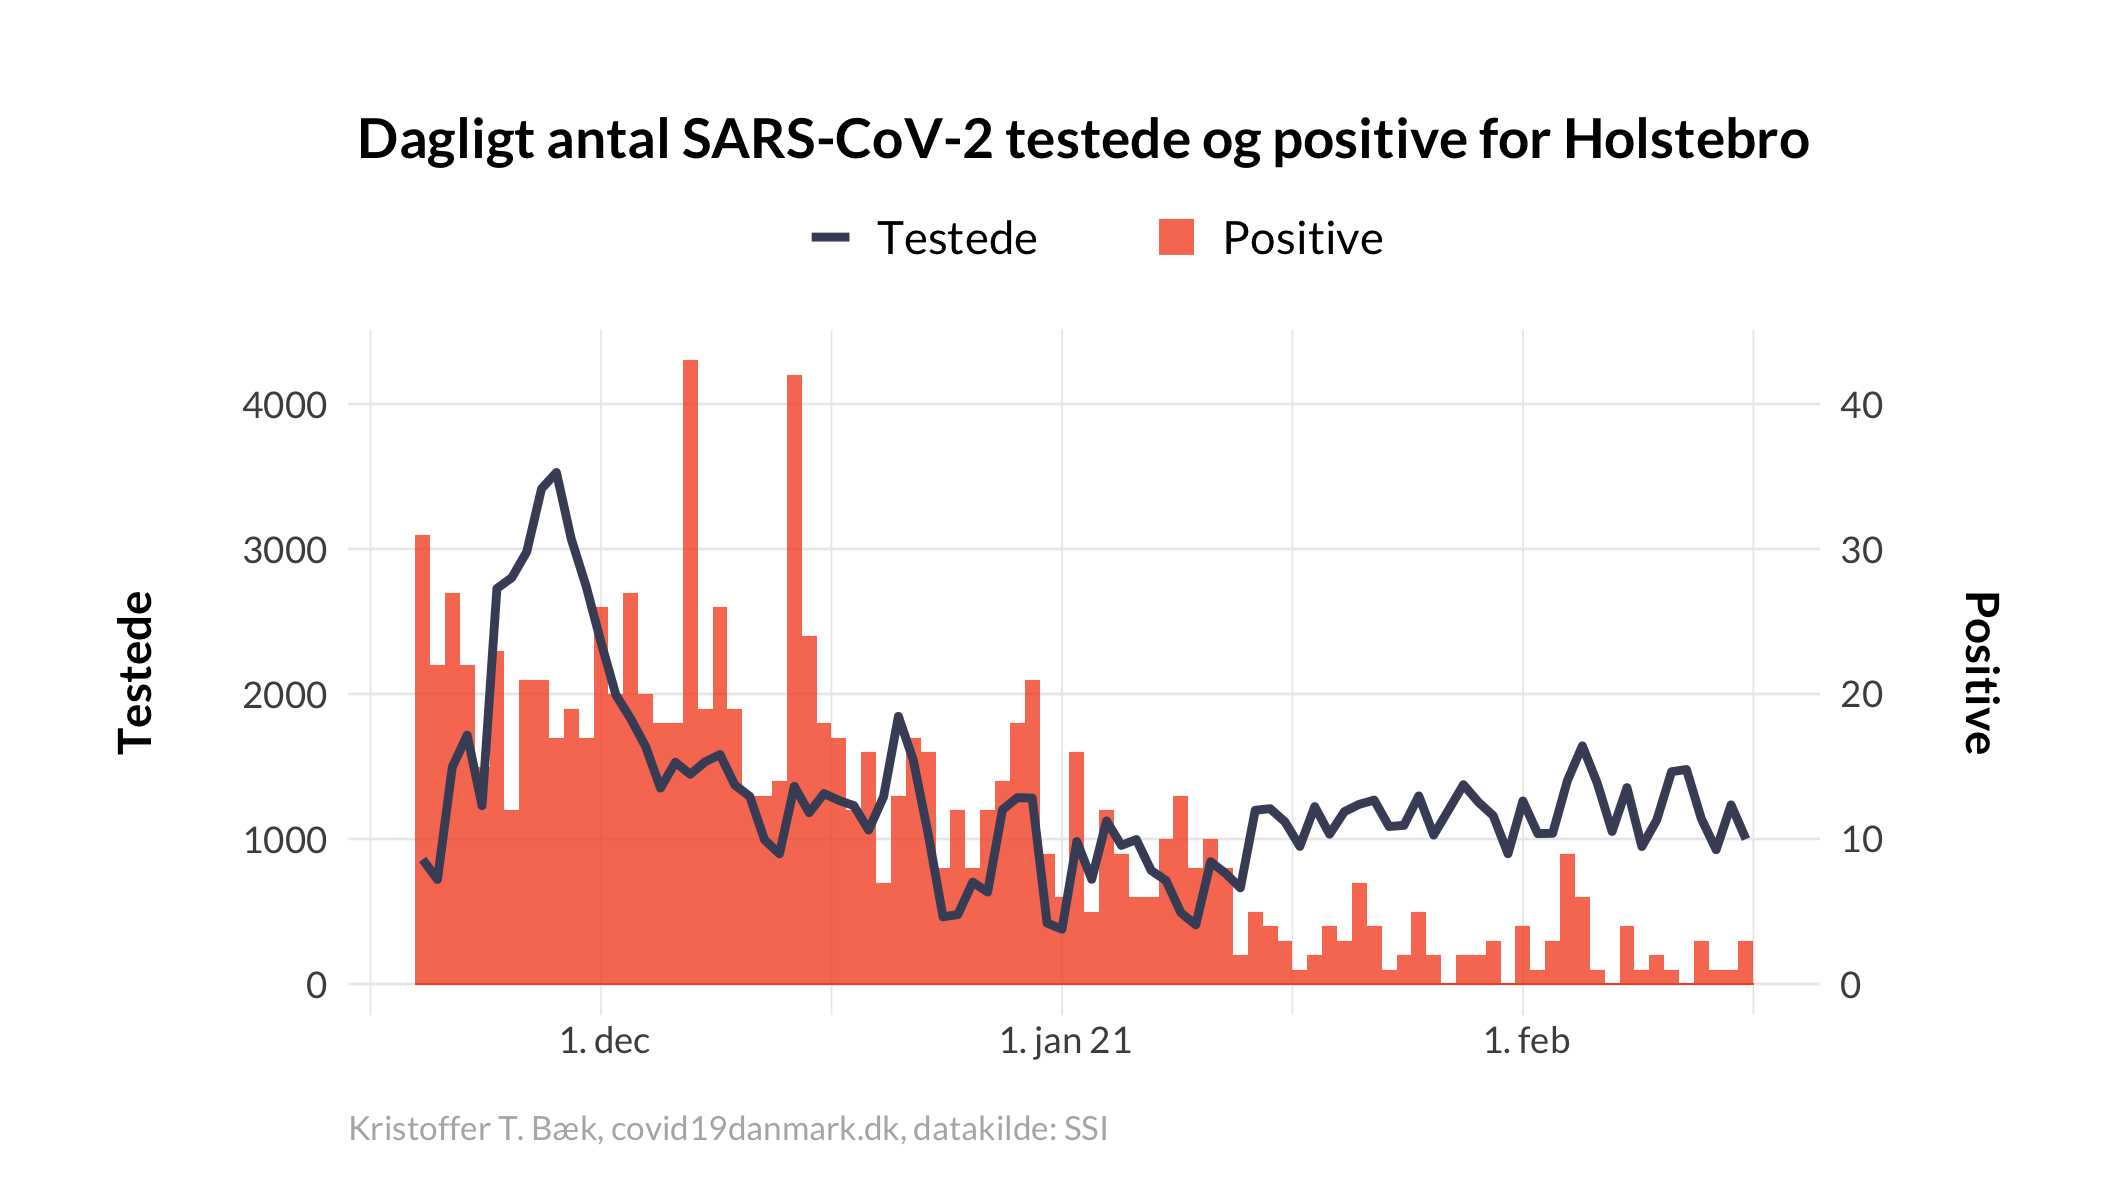 Dagligt antal SARS-CoV-2 testede og positive for Holstebro
Testede
Positive
4000
3000
2000
1000
0
Testede
40
30
20
10
0
Positive
1. dec
1. jan 21
1. feb
Kristoffer T. Bæk, covid19danmark.dk, datakilde: SSI